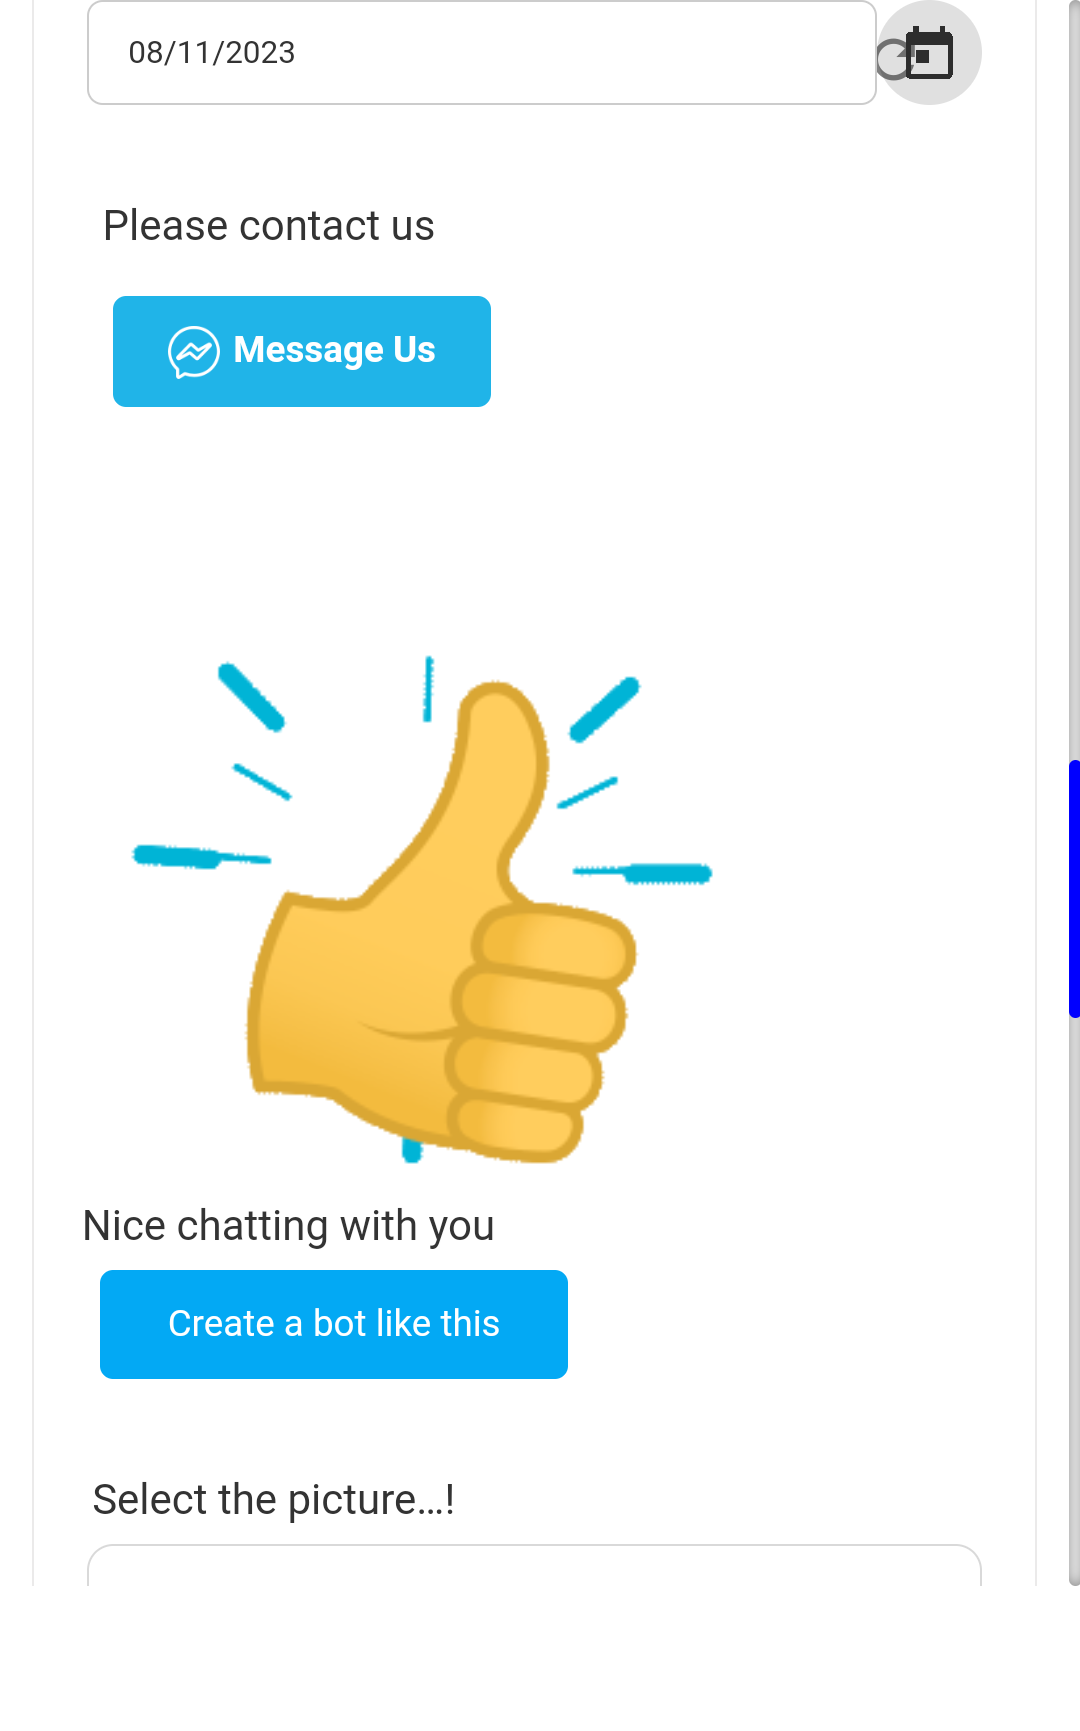 08/11/2023
Please contact us
Message Us
Nice chatting with you
Create a bot like this
Select the picture...!